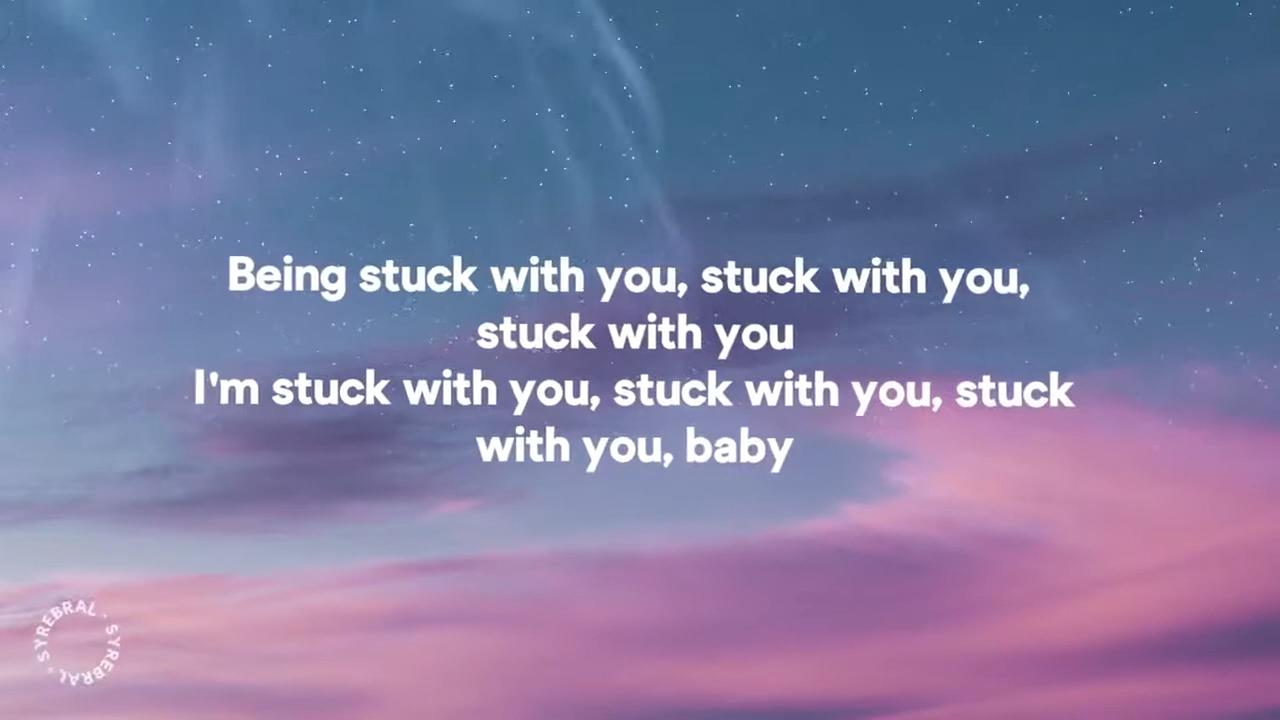 Being stuck with you, stuck with you,
stuck with you
I'm stuck with you, stuck with you, stuck
with you, baby
SYREBRAL · SYREBRAL ·